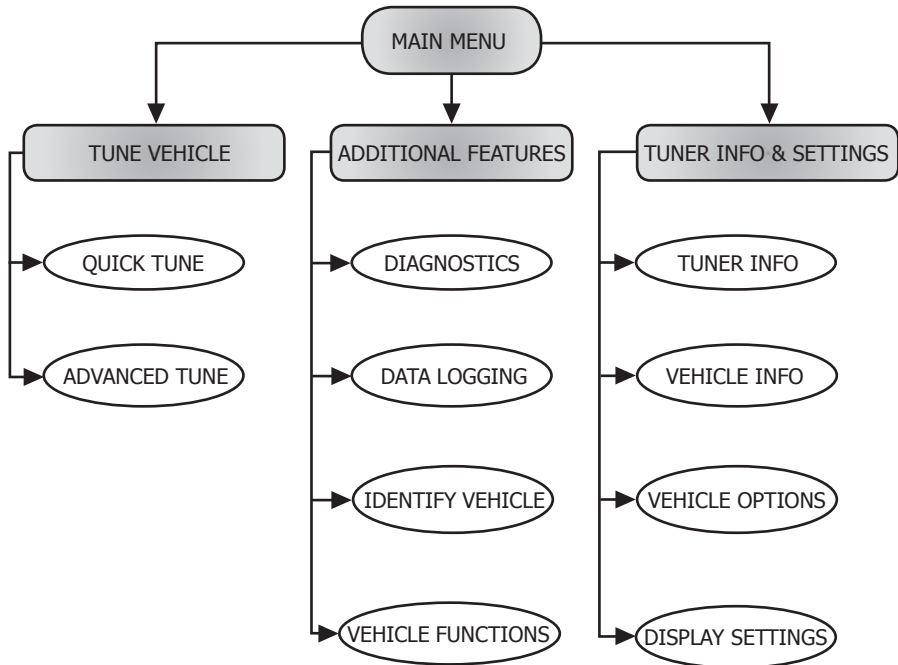 MAIN MENU
TUNE VEHICLE
ADDITIONAL FEATURES
TUNER INFO & SETTINGS
QUICK TUNE
DIAGNOSTICS
TUNER INFO
ADVANCED TUNE
DATA LOGGING
VEHICLE INFO
IDENTIFY VEHICLE
VEHICLE OPTIONS
VEHICLE FUNCTIONS
DISPLAY SETTINGS